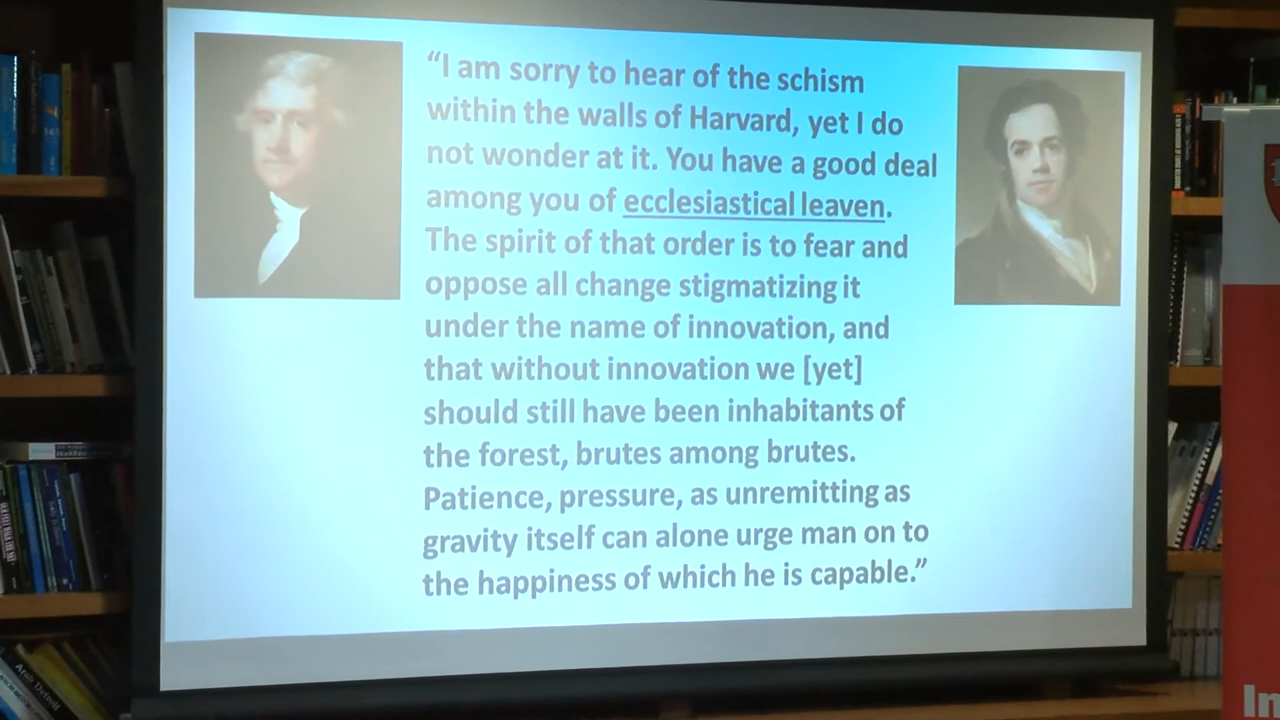 “I am sorry to hear of the schism
within the walls of Harvard, yet I do
not wonder at it. You have a good deal
among you of ecclesiastical leaven.
The spirit of that order is to fear and
oppose all change stigmatizing it
under the name of innovation, and
that without innovation we [yet]
should still have been inhabitants of
the forest, brutes among brutes.
Patience, pressure, as unremitting as
gravity itself can alone urge man on to
the happiness of which he is capable.”
Arab Detroit
In